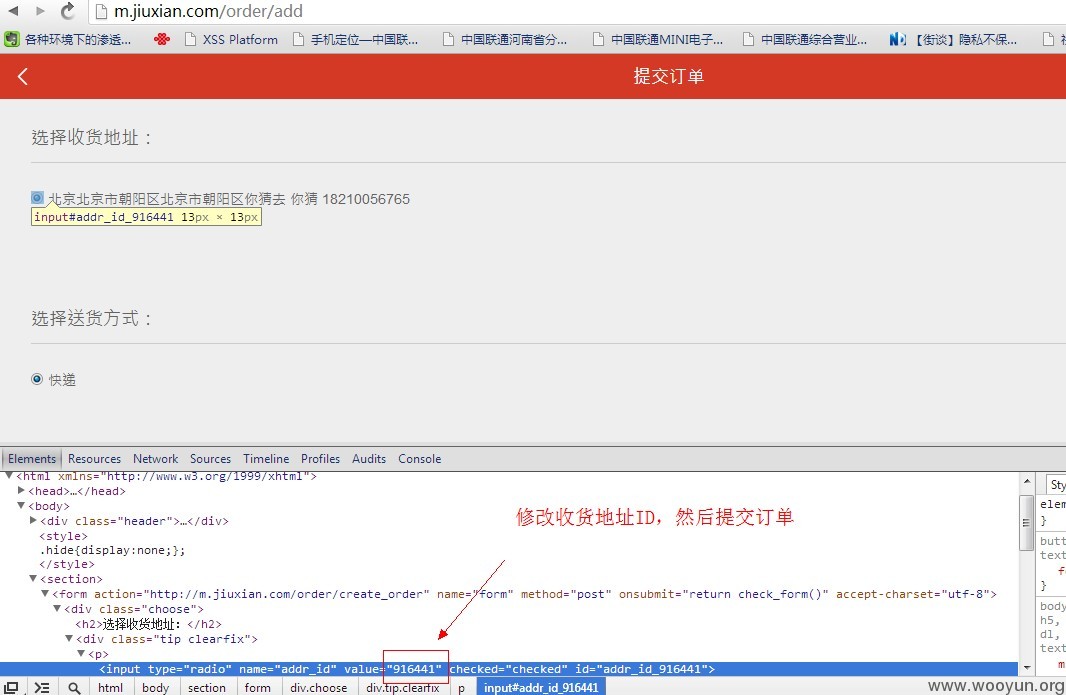 m.jiuxian.com/order/add
各种环境下的渗透... XSS Platform 手机定位—中国联... 中国联通河南省分... 中国联通MINI电子... 中国联通综合营业... 【街谈】隐私不保...
提交订单
选择收货地址：
北京北京市朝阳区北京市朝阳区你猜去 你猜 18210056765
input#addr_id_916441 13px × 13px
选择送货方式：
快递
Elements Resources Network Sources Timeline Profiles Audits Console
<html xmlns="http://www.w3.org/1999/xhtml">
<head>…</head>
<body>
<div class="header">…</div>
<style>
.hide{display:none;};
</style>
<section>
<form action="http://m.jiuxian.com/order/create_order" name="form" method="post" onsubmit="return check_form()" accept-charset="utf-8">
<div class="choose">
<h2>选择收货地址：</h2>
<div class="tip clearfix">
<p>
<input type="radio" name="addr_id" value="916441" checked="checked" id="addr_id_916441">
修改收货地址ID，然后提交订单
Sty
elem
}
butt
text
}
body
h5,
dl,
text
m
html body section form div.choose div.tip.clearfix p input#addr_id_916441
www.wooyun.org